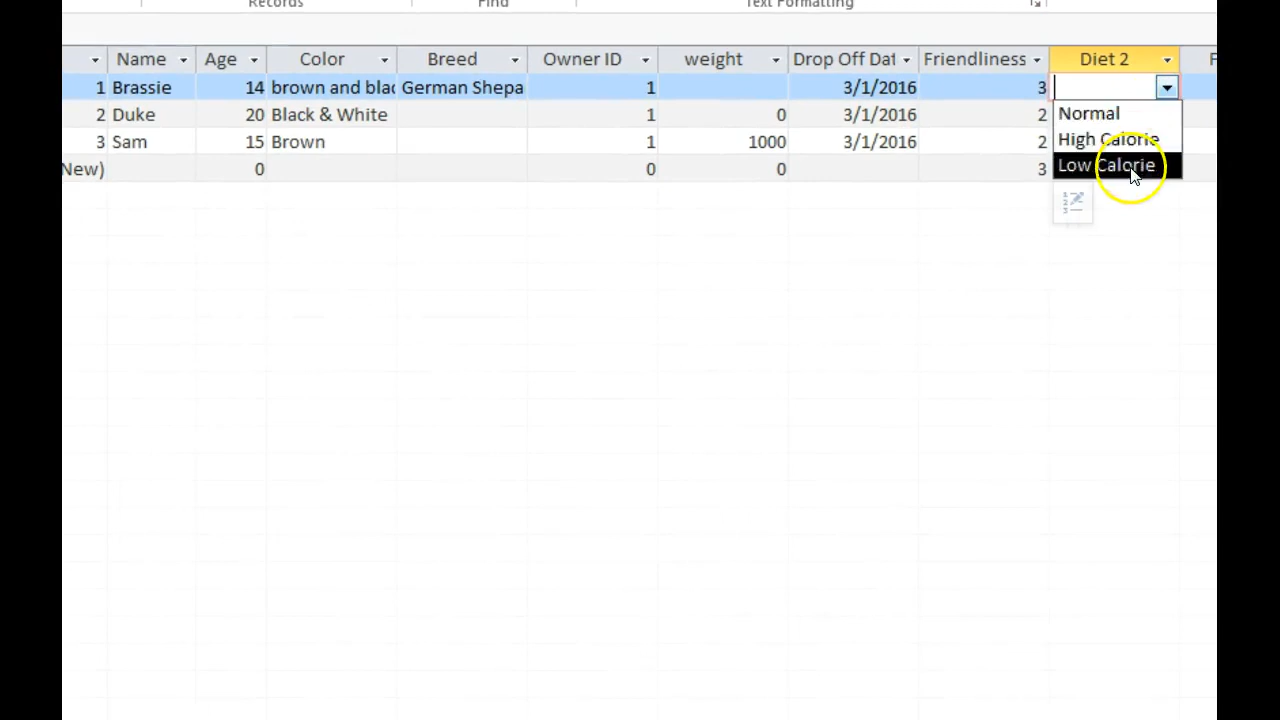 Records Find Text Formatting
Name Age Color Breed Owner ID weight Drop Off Dat Friendliness Diet 2 F
1 Brassie 14 brown and blac German Shepa 1 3/1/2016 3
2 Duke 20 Black & White 1 0 3/1/2016 2 Normal
3 Sam 15 Brown 1 1000 3/1/2016 2 High Calorie
New) 0 0 0 3 Low Calorie